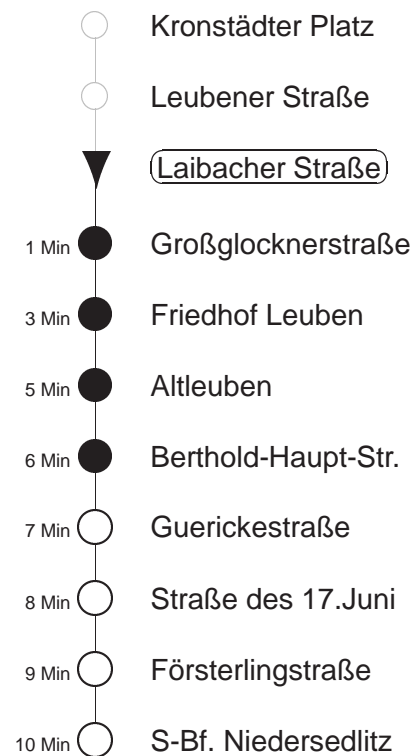 Kronstädter Platz
Leubener Straße
Laibacher Straße
1 Min Großglocknerstraße
3 Min Friedhof Leuben
5 Min Altleuben
6 Min Berthold-Haupt-Str.
7 Min Guerickestraße
8 Min Straße des 17.Juni
9 Min Försterlingstraße
10 Min S-Bf. Niedersedlitz